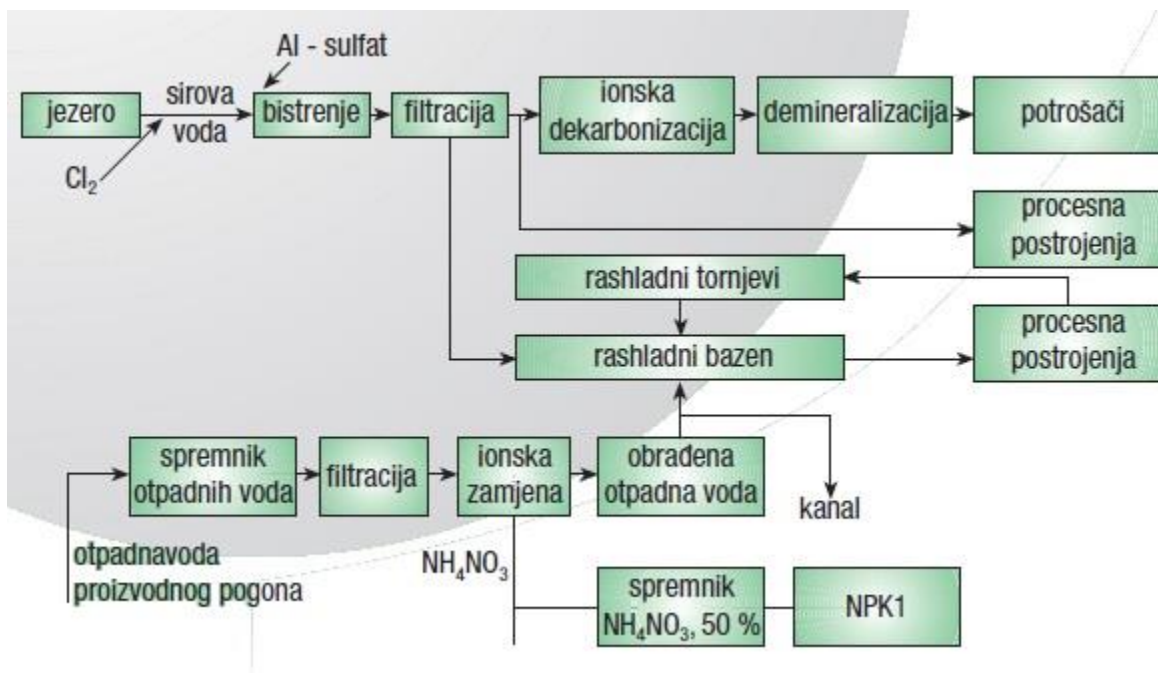 Al - sulfat
jezero
sirova
voda
Cl₂
bistrenje
filtracija
ionska
dekarbonizacija
demineralizacija
potrošači
procesna
postrojenja
rashladni tornjevi
rashladni bazen
procesna
postrojenja
spremnik
otpadnih voda
filtracija
ionska
zamjena
obrađena
otpadna voda
kanal
otpadnavoda
proizvodnog pogona
NH₄NO₃
spremnik
NH₄NO₃, 50 %
NPK1